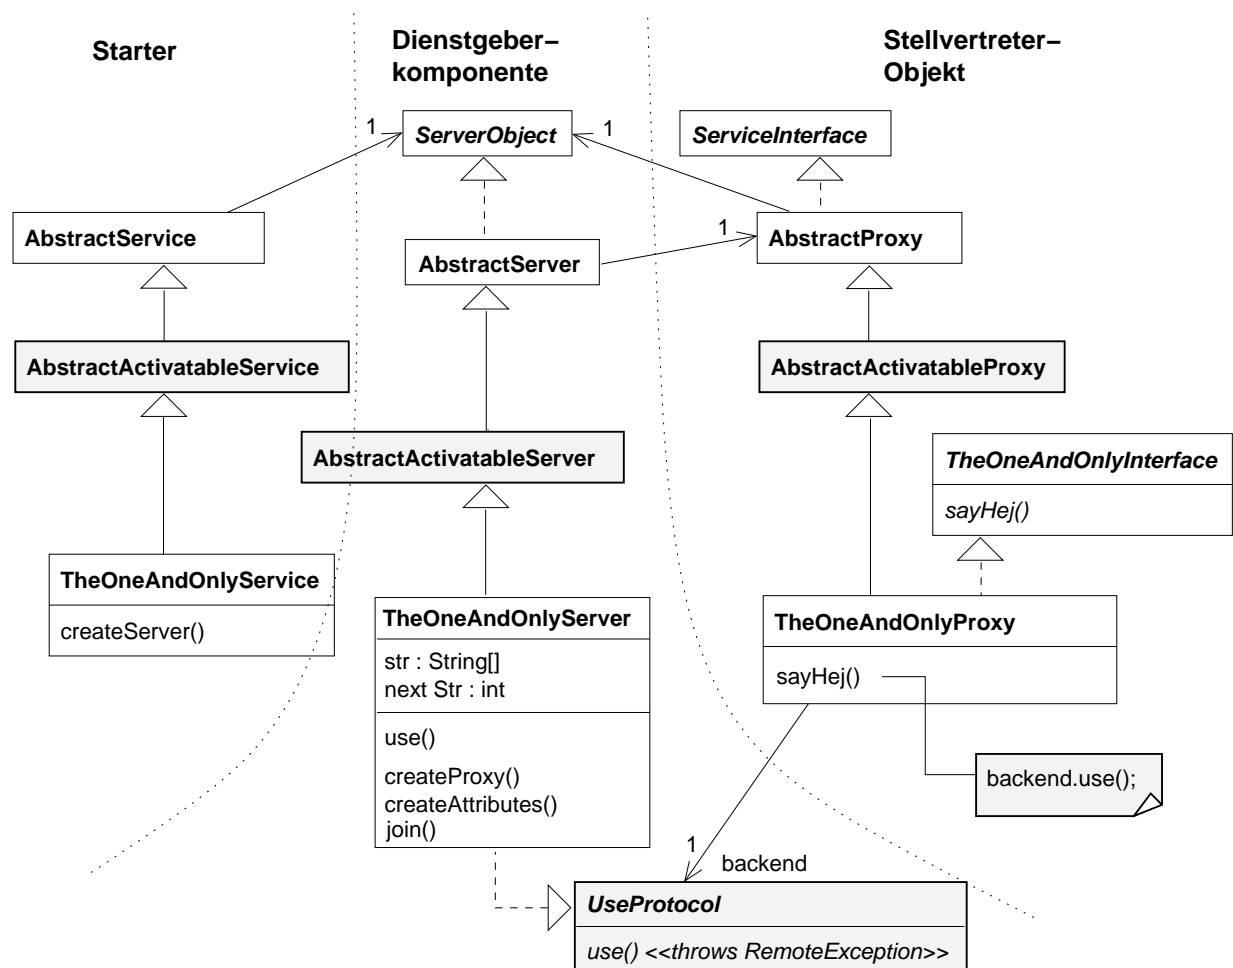 Starter
Dienstgeber–
komponente
Stellvertreter–
Objekt
1
ServerObject
1
ServiceInterface
AbstractService
AbstractServer
1
AbstractProxy
AbstractActivatableService
AbstractActivatableProxy
AbstractActivatableServer
TheOneAndOnlyInterface
sayHej()
TheOneAndOnlyService
createServer()
TheOneAndOnlyServer
str : String[]
next Str : int
use()
createProxy()
createAttributes()
join()
TheOneAndOnlyProxy
sayHej()
backend.use();
1
backend
UseProtocol
use() <<throws RemoteException>>